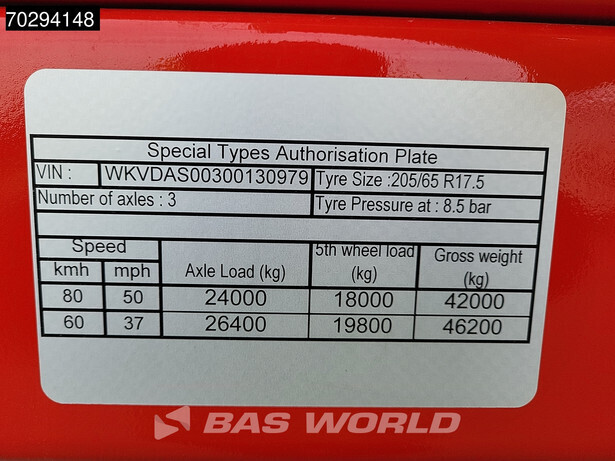 70294148
Special Types Authorisation Plate
VIN : WKVDAS00300130979 Tyre Size :205/65 R17.5
Number of axles : 3 Tyre Pressure at : 8.5 bar
Speed Axle Load (kg) 5th wheel load (kg) Gross weight (kg)
kmh mph
80 50 24000 18000 42000
60 37 26400 19800 46200
BAS WORLD